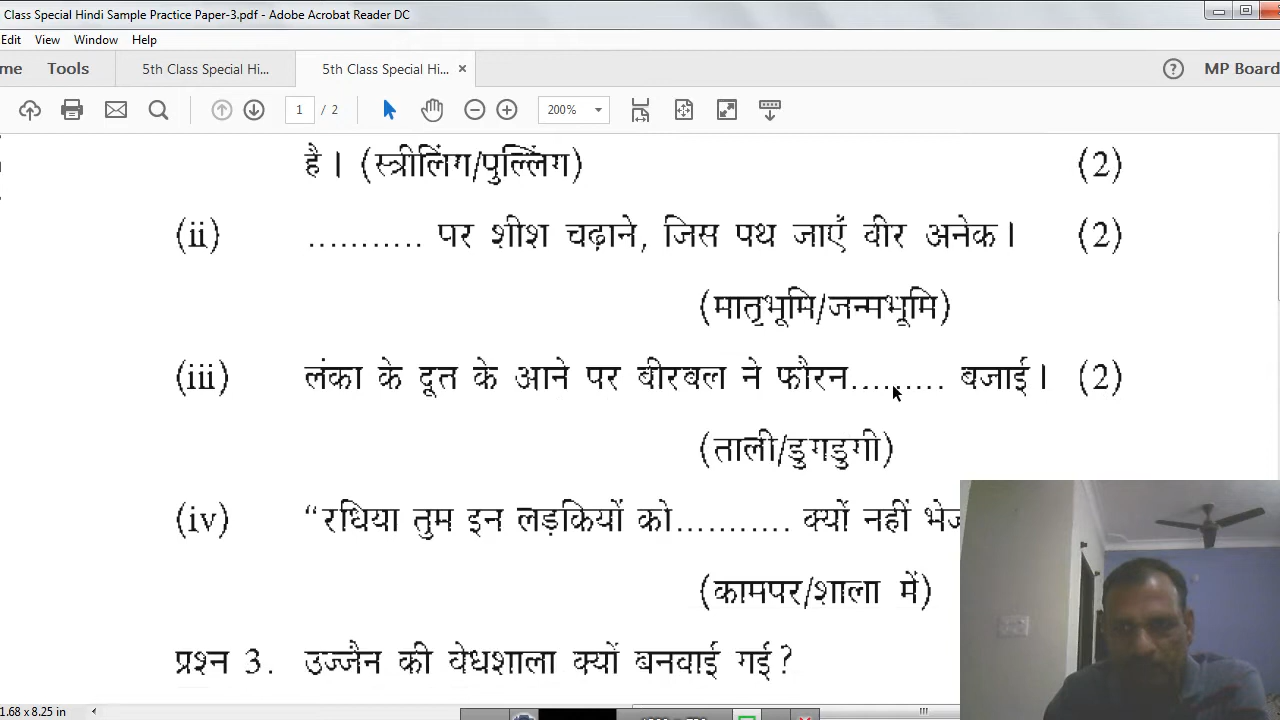 Class Special Hindi Sample Practice Paper-3.pdf - Adobe Acrobat Reader DC
Edit View Window Help
me Tools 5th Class Special Hi... 5th Class Special Hi... × ? MP Board
1 / 2 200%
है। (स्त्रीलिंग/पुल्लिंग) (2)
(ii) ........... पर शीश चढ़ाने, जिस पथ जाएँ वीर अनेक। (2)
(मातृभूमि/जन्मभूमि)
(iii) लंका के दूत के आने पर बीरबल ने फौरन......... बजाई। (2)
(ताली/डुगडुगी)
(iv) “रधिया तुम इन लड़कियों को........... क्यों नहीं भेज
(कामपर/शाला में)
प्रश्न 3. उज्जैन की वेधशाला क्यों बनवाई गई?
1.68 x 8.25 in